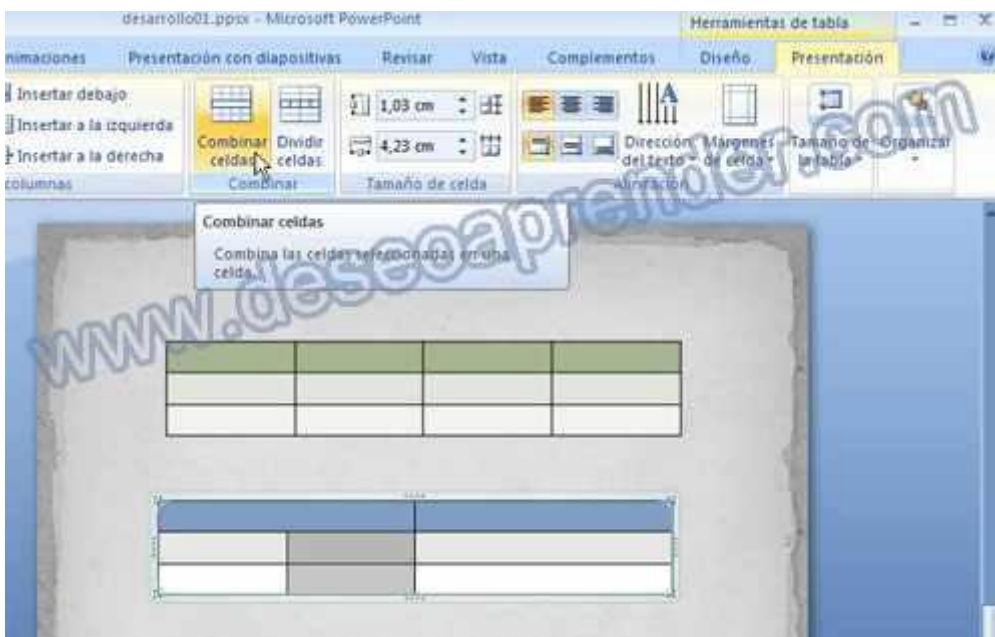 desarrollo01.ppsx - Microsoft PowerPoint
Herramientas de tabla
nimaciones Presentación con diapositivas Revisar Vista Complementos Diseño Presentación
Insertar debajo
Insertar a la izquierda
Insertar a la derecha
columnas
Combinar celdas
Dividir celdas
Combinar
1,03 cm
4,23 cm
Tamaño de celda
Dirección del texto
Márgenes de celda
Alineación
Tamaño de la tabla
Organizar
Combinar celdas
Combina las celdas seleccionadas en una
celda.
www.deseoaprender.com